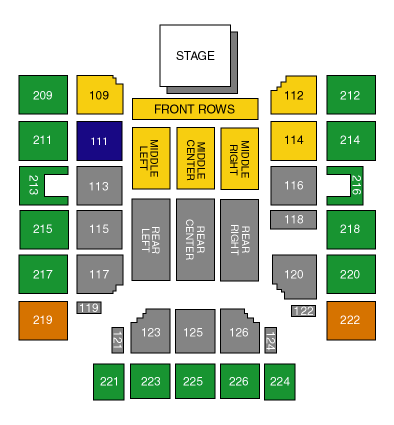 STAGE
209
109
112
212
FRONT ROWS
211
111
MIDDLE
LEFT
MIDDLE
CENTER
MIDDLE
RIGHT
114
214
213
113
116
216
215
115
REAR
LEFT
REAR
CENTER
REAR
RIGHT
118
218
217
117
120
220
219
119
122
222
121
123
125
126
124
221
223
225
226
224